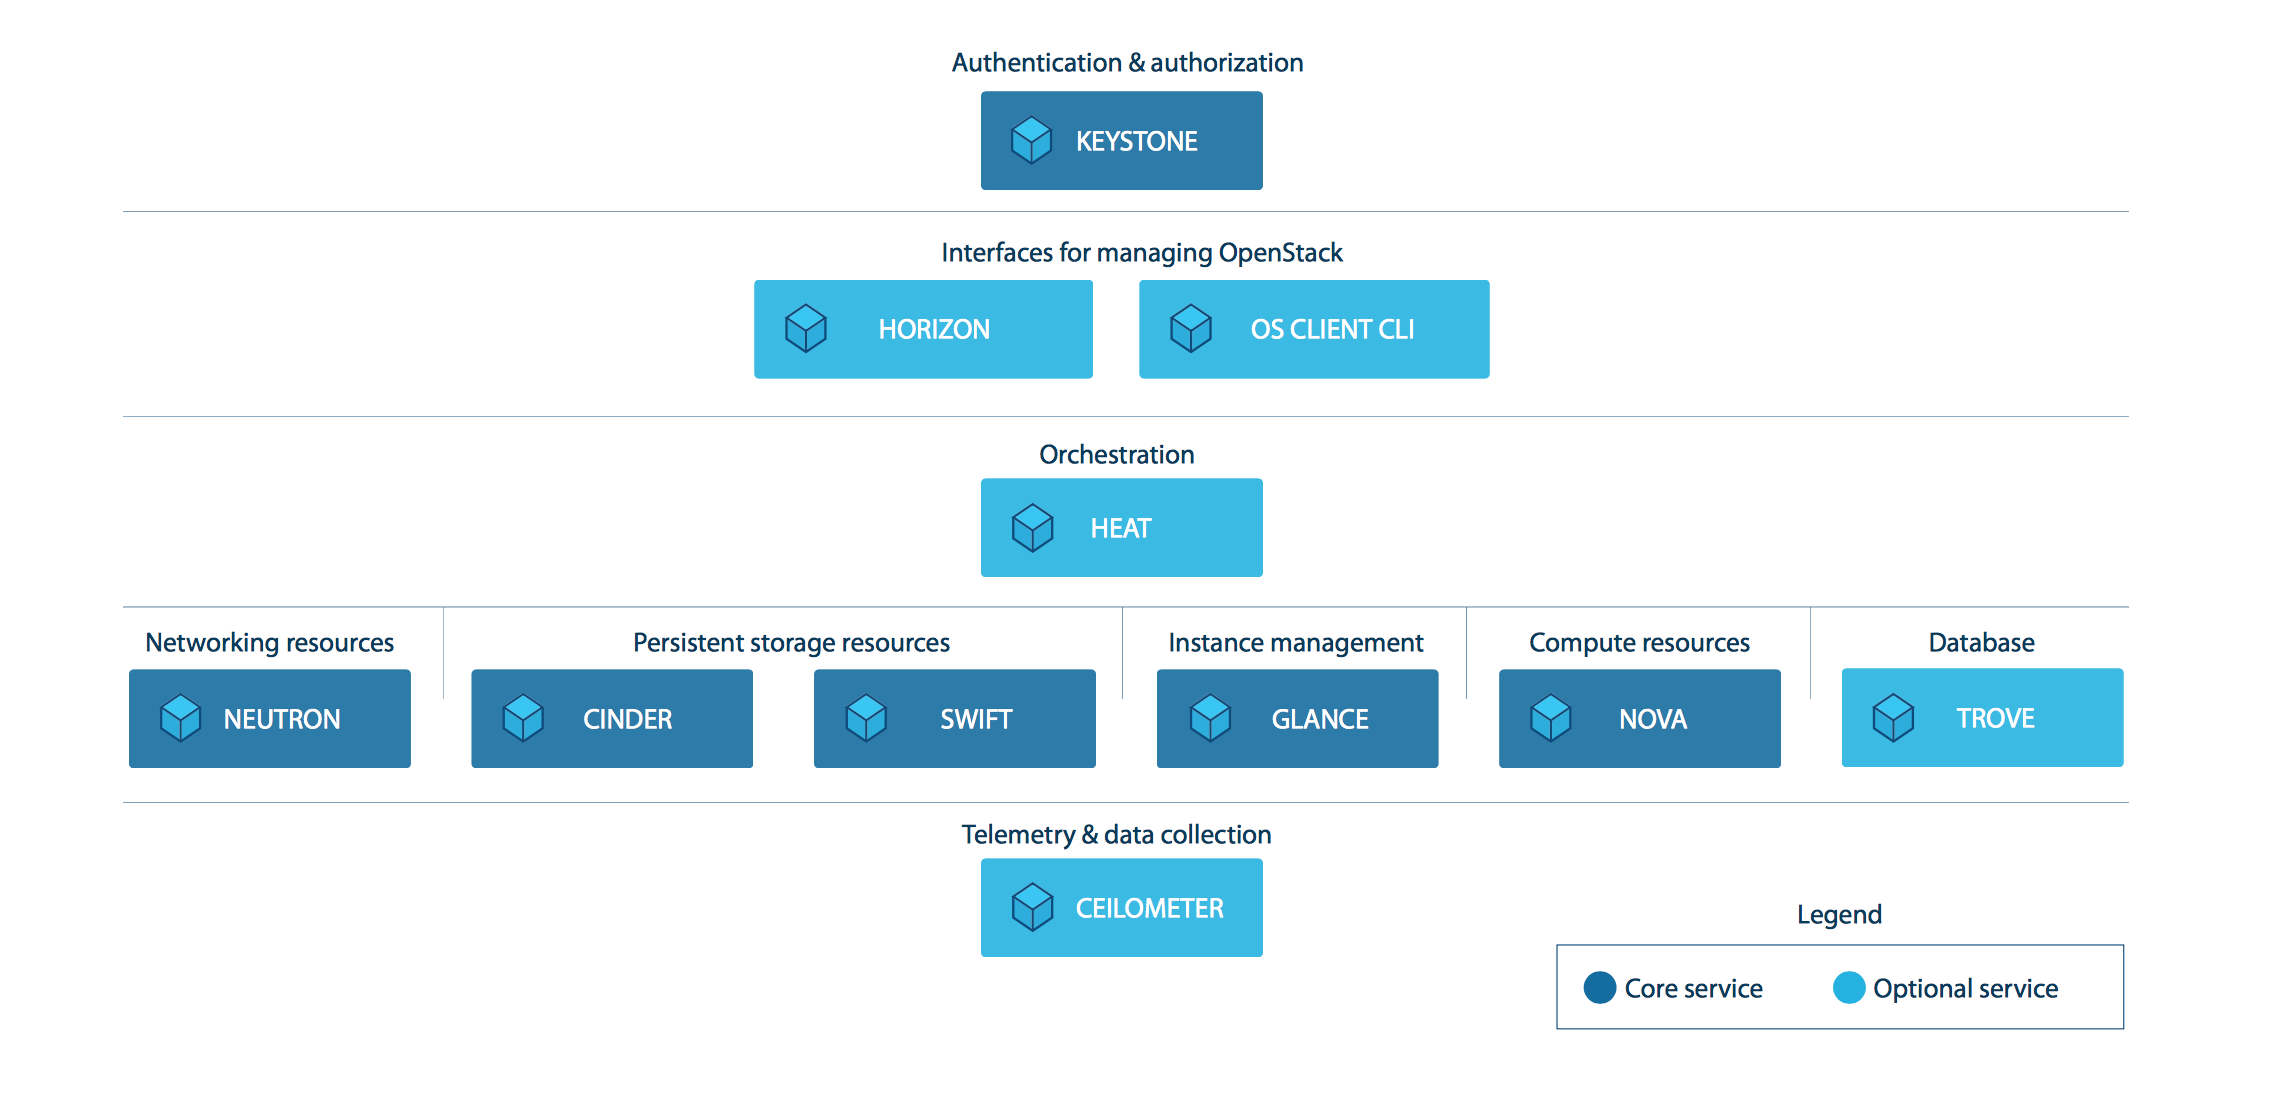 Authentication & authorization
KEYSTONE
Interfaces for managing OpenStack
HORIZON
OS CLIENT CLI
Orchestration
HEAT
Networking resources
NEUTRON
Persistent storage resources
CINDER
SWIFT
Instance management
GLANCE
Compute resources
NOVA
Database
TROVE
Telemetry & data collection
CEILOMETER
Legend
Core service
Optional service